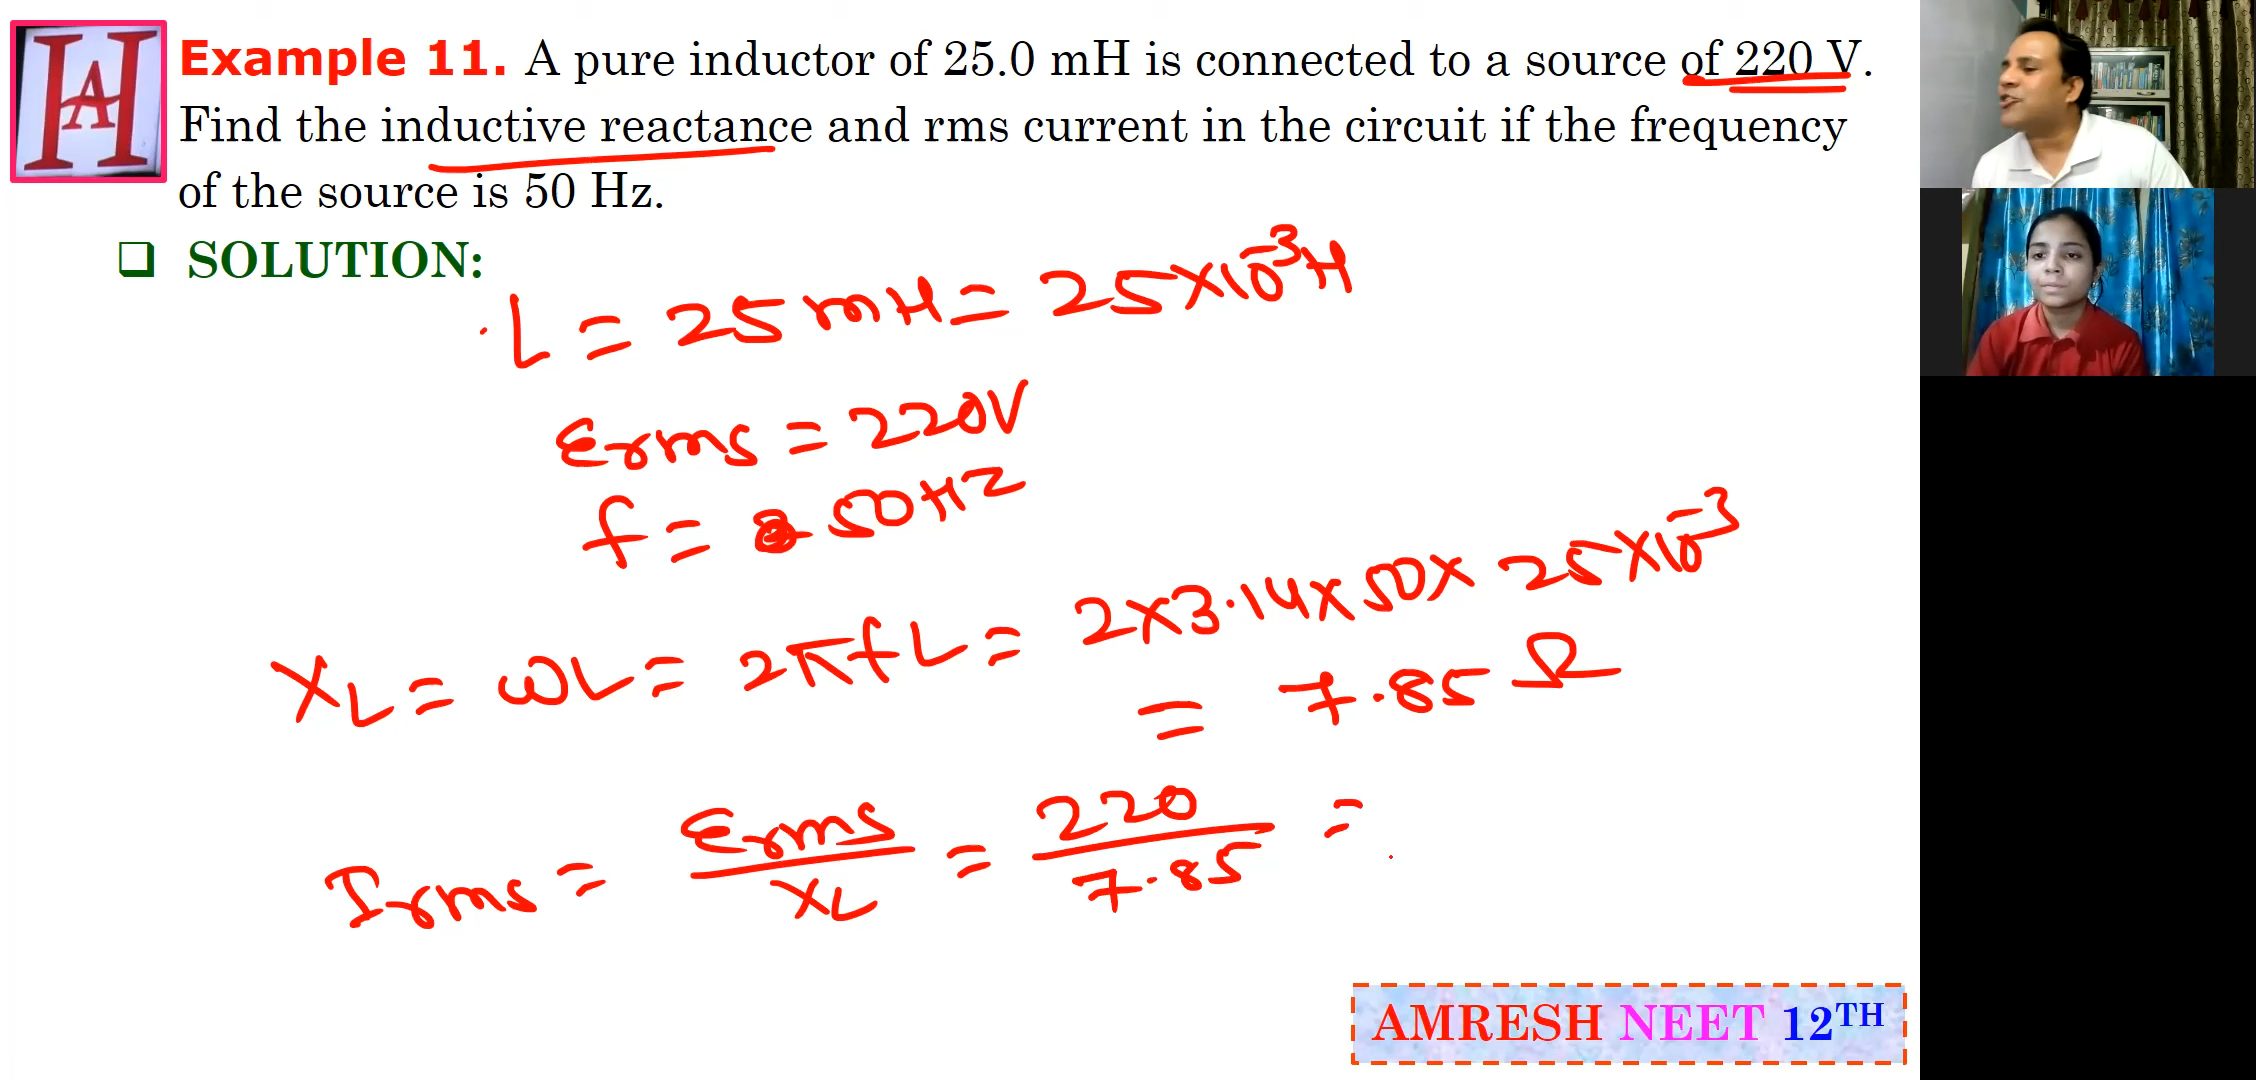 HA
Example 11. A pure inductor of 25.0 mH is connected to a source of 220 V.
Find the inductive reactance and rms current in the circuit if the frequency
of the source is 50 Hz.
❑ SOLUTION:
L = 25 mH = 25×10⁻³H
Erms = 220V
f = 50Hz
XL = ωL = 2πfL = 2×3.14×50×25×10⁻³
= 7.85 Ω
Irms = Erms/XL = 220/7.85 =
AMRESH NEET 12TH